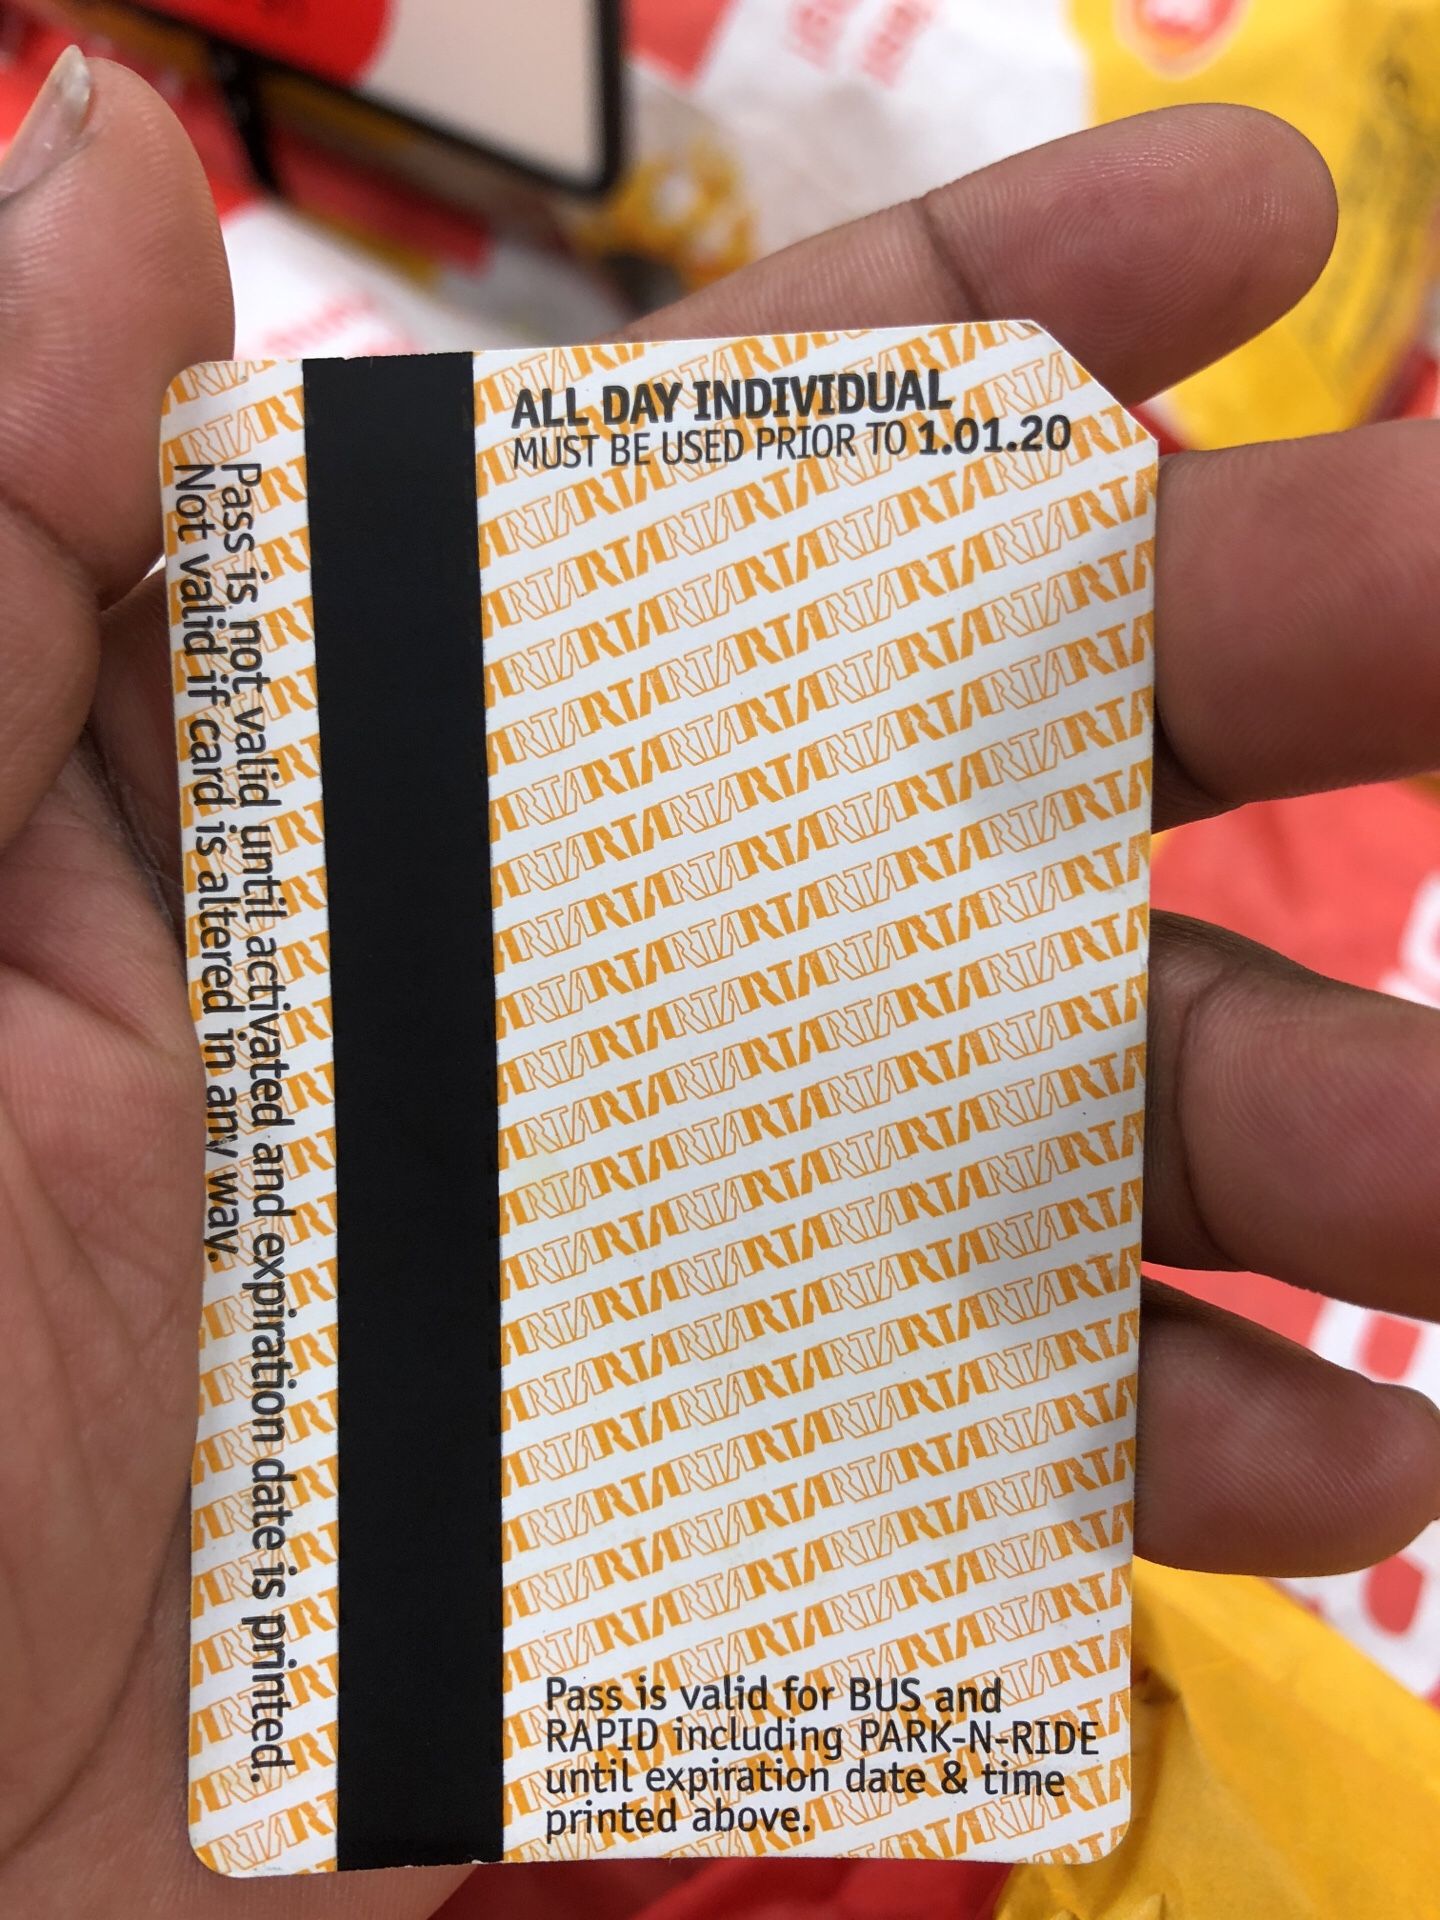 ALL DAY INDIVIDUAL
MUST BE USED PRIOR TO 1.01.20
Pass is not valid until activated and expiration date is printed.
Not valid if card is altered in any way.
RTA
Pass is valid for BUS and
RAPID including PARK-N-RIDE
until expiration date & time
printed above.